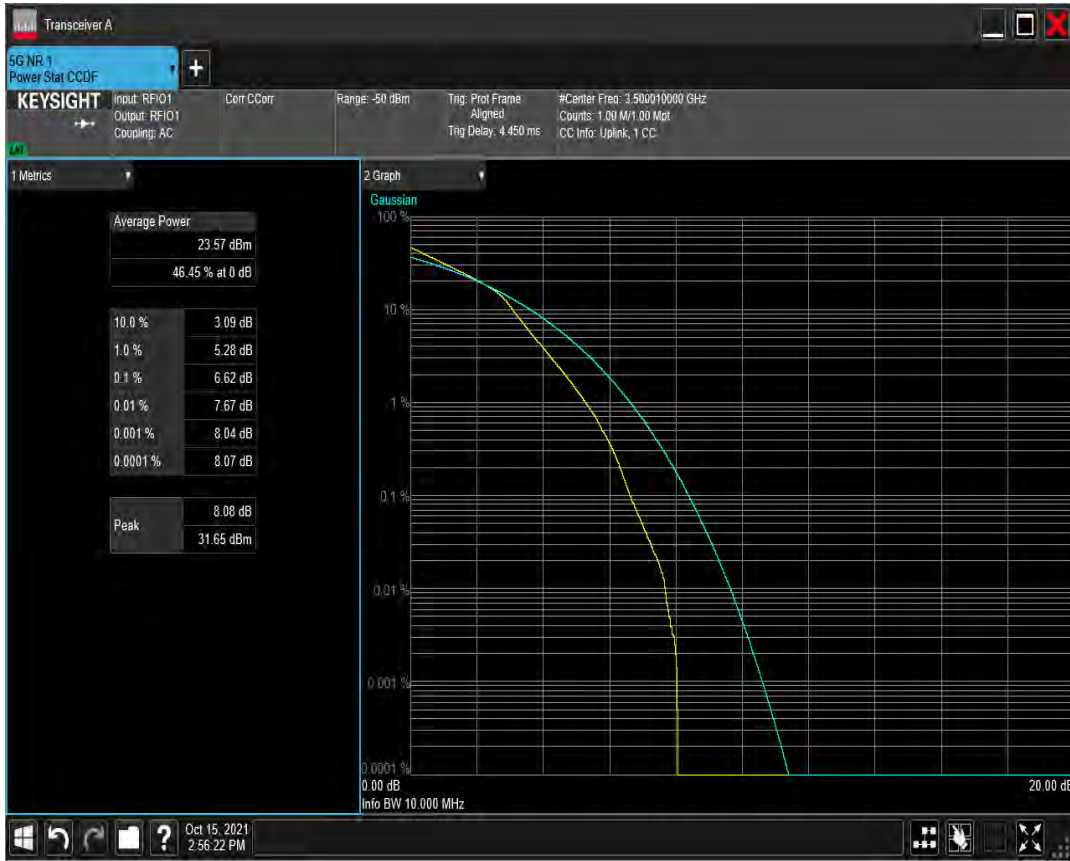 Transceiver A
5G NR 1
Power Stat CCDF
+
KEYSIGHT
Input: RFIO1
Output: RFIO1
Coupling: AC
Corr CCorr
Range: -50 dBm
Trig: Prot Frame
Aligned
Trig Delay: 4.450 ms
#Center Freq: 3.500010000 GHz
Counts: 1.00 M/1.00 Mpt
CC Info: Uplink, 1 CC
LNI
1 Metrics
Average Power
23.57 dBm
46.45 % at 0 dB
10.0 % 3.09 dB
1.0 % 5.28 dB
0.1 % 6.62 dB
0.01 % 7.67 dB
0.001 % 8.04 dB
0.0001 % 8.07 dB
Peak
8.08 dB
31.65 dBm
2 Graph
Gaussian
100 %
10 %
1 %
0.1 %
0.01 %
0.001 %
0.0001 %
0.00 dB
20.00 dB
Info BW 10.000 MHz
?
Oct 15, 2021
2:56:22 PM